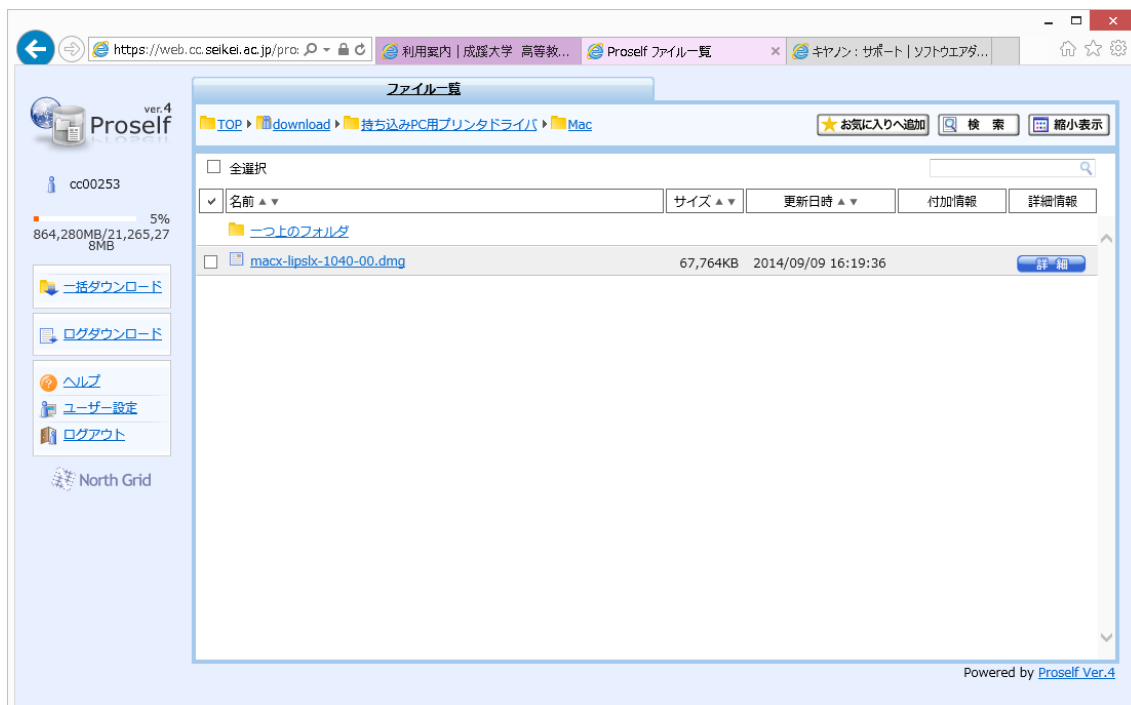 https://web.cc.seikei.ac.jp/pro:
利用案内 | 成蹊大学 高等教...
Proself ファイル一覧
キヤノン:サポート | ソフトウエアダ...
ファイル一覧
ver.4
Proself
TOP
download
持ち込みPC用プリンタドライバ
Mac
お気に入りへ追加
検 索
縮小表示
cc00253
全選択
名前 ▲▼
サイズ ▲▼
更新日時 ▲▼
付加情報
詳細情報
5%
864,280MB/21,265,27
8MB
一つ上のフォルダ
macx-lipslx-1040-00.dmg
67,764KB
2014/09/09 16:19:36
詳 細
一括ダウンロード
ログダウンロード
ヘルプ
ユーザー設定
ログアウト
North Grid
Powered by Proself Ver.4